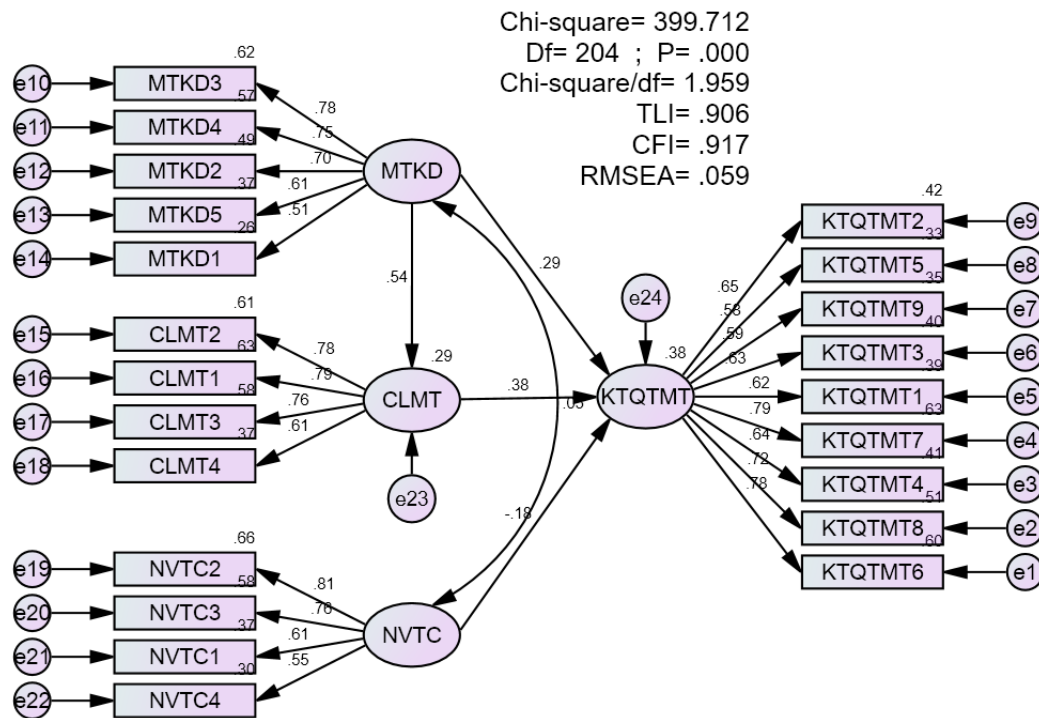 Chi-square= 399.712
Df= 204 ; P= .000
Chi-square/df= 1.959
TLI= .906
CFI= .917
RMSEA= .059
.62
e10 MTKD3
.57
e11 MTKD4
.49
e12 MTKD2
.37
e13 MTKD5
.26
e14 MTKD1
.78
.75
.70
.61
.51
MTKD
.54
.29
.61
e15 CLMT2
.63
e16 CLMT1
.58
e17 CLMT3
.37
e18 CLMT4
.78
.79
.76
.61
.29
CLMT
e23
.38
.05
-.18
.66
e19 NVTC2
.58
e20 NVTC3
.37
e21 NVTC1
.30
e22 NVTC4
.81
.76
.61
.55
NVTC
e24
.38
KTQTMT
.65
.58
.59
.63
.62
.79
.64
.72
.78
.42
KTQTMT2 e9
.33
KTQTMT5 e8
.35
KTQTMT9 e7
.40
KTQTMT3 e6
.39
KTQTMT1 e5
.63
KTQTMT7 e4
.41
KTQTMT4 e3
.51
KTQTMT8 e2
.60
KTQTMT6 e1